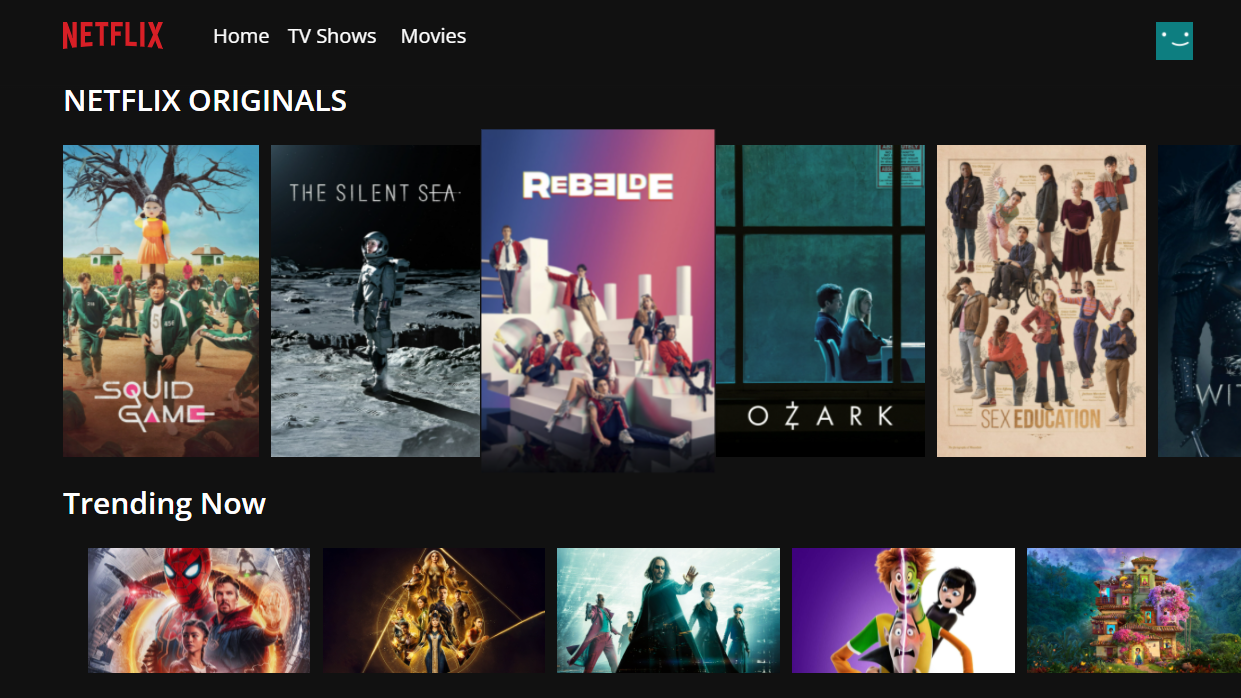 NETFLIX
Home TV Shows Movies
NETFLIX ORIGINALS
THE SILENT SEA
REBELDE
SQUID
GAME
OZARK
SEX EDUCATION
WIT
Trending Now